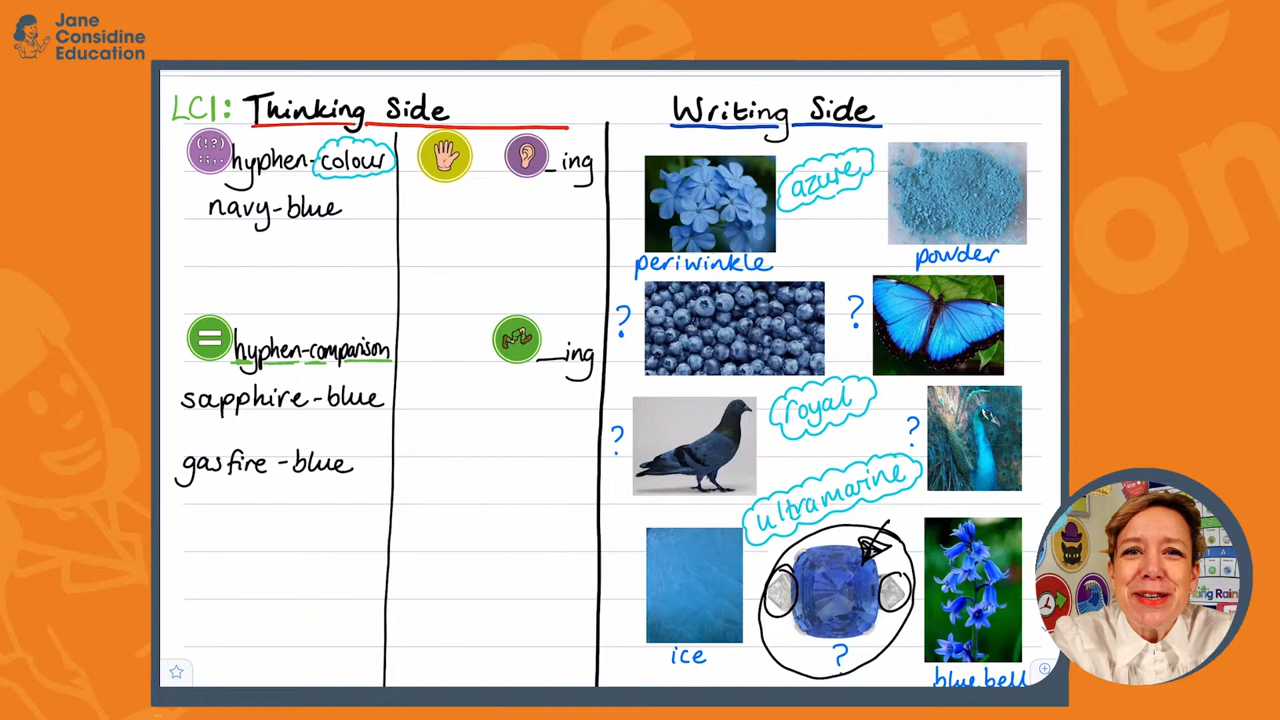 Jane
Considine
Education
LC1: Thinking Side
(!?)
:;,.
hyphen-colour
_ing
navy-blue
=
hyphen-comparison
__ing
sapphire-blue
gasfire-blue
Writing Side
azure
periwinkle
powder
?
?
royal
?
?
ultramarine
ice
?
bluebell